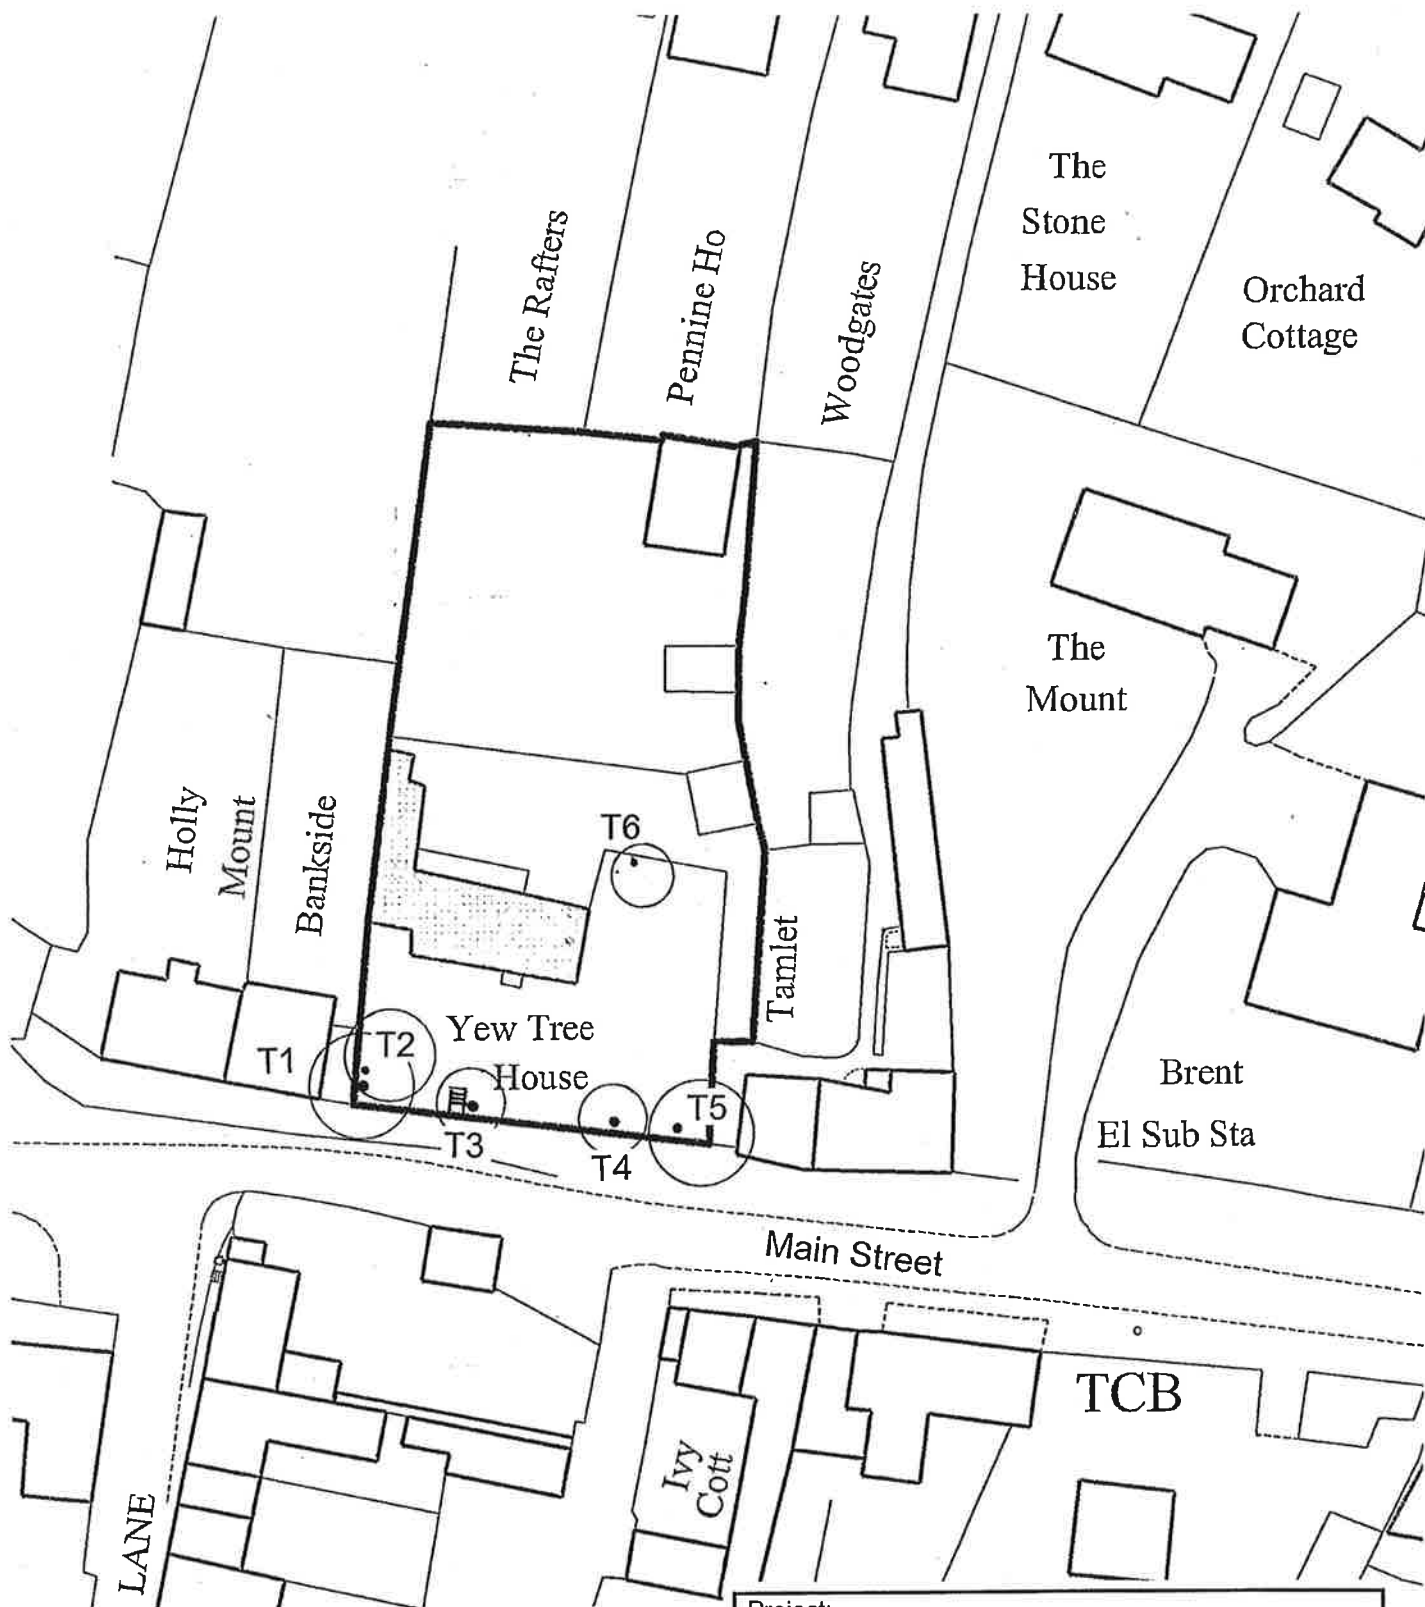 The
Stone
House
Orchard
Cottage
The Rafters
Pennine Ho
Woodgates
The
Mount
Holly
Mount
Bankside
T6
Tamlet
Yew Tree
House
T1
T2
T3
T4
T5
Brent
El Sub Sta
Main Street
TCB
Ivy
Cott
LANE
Project: